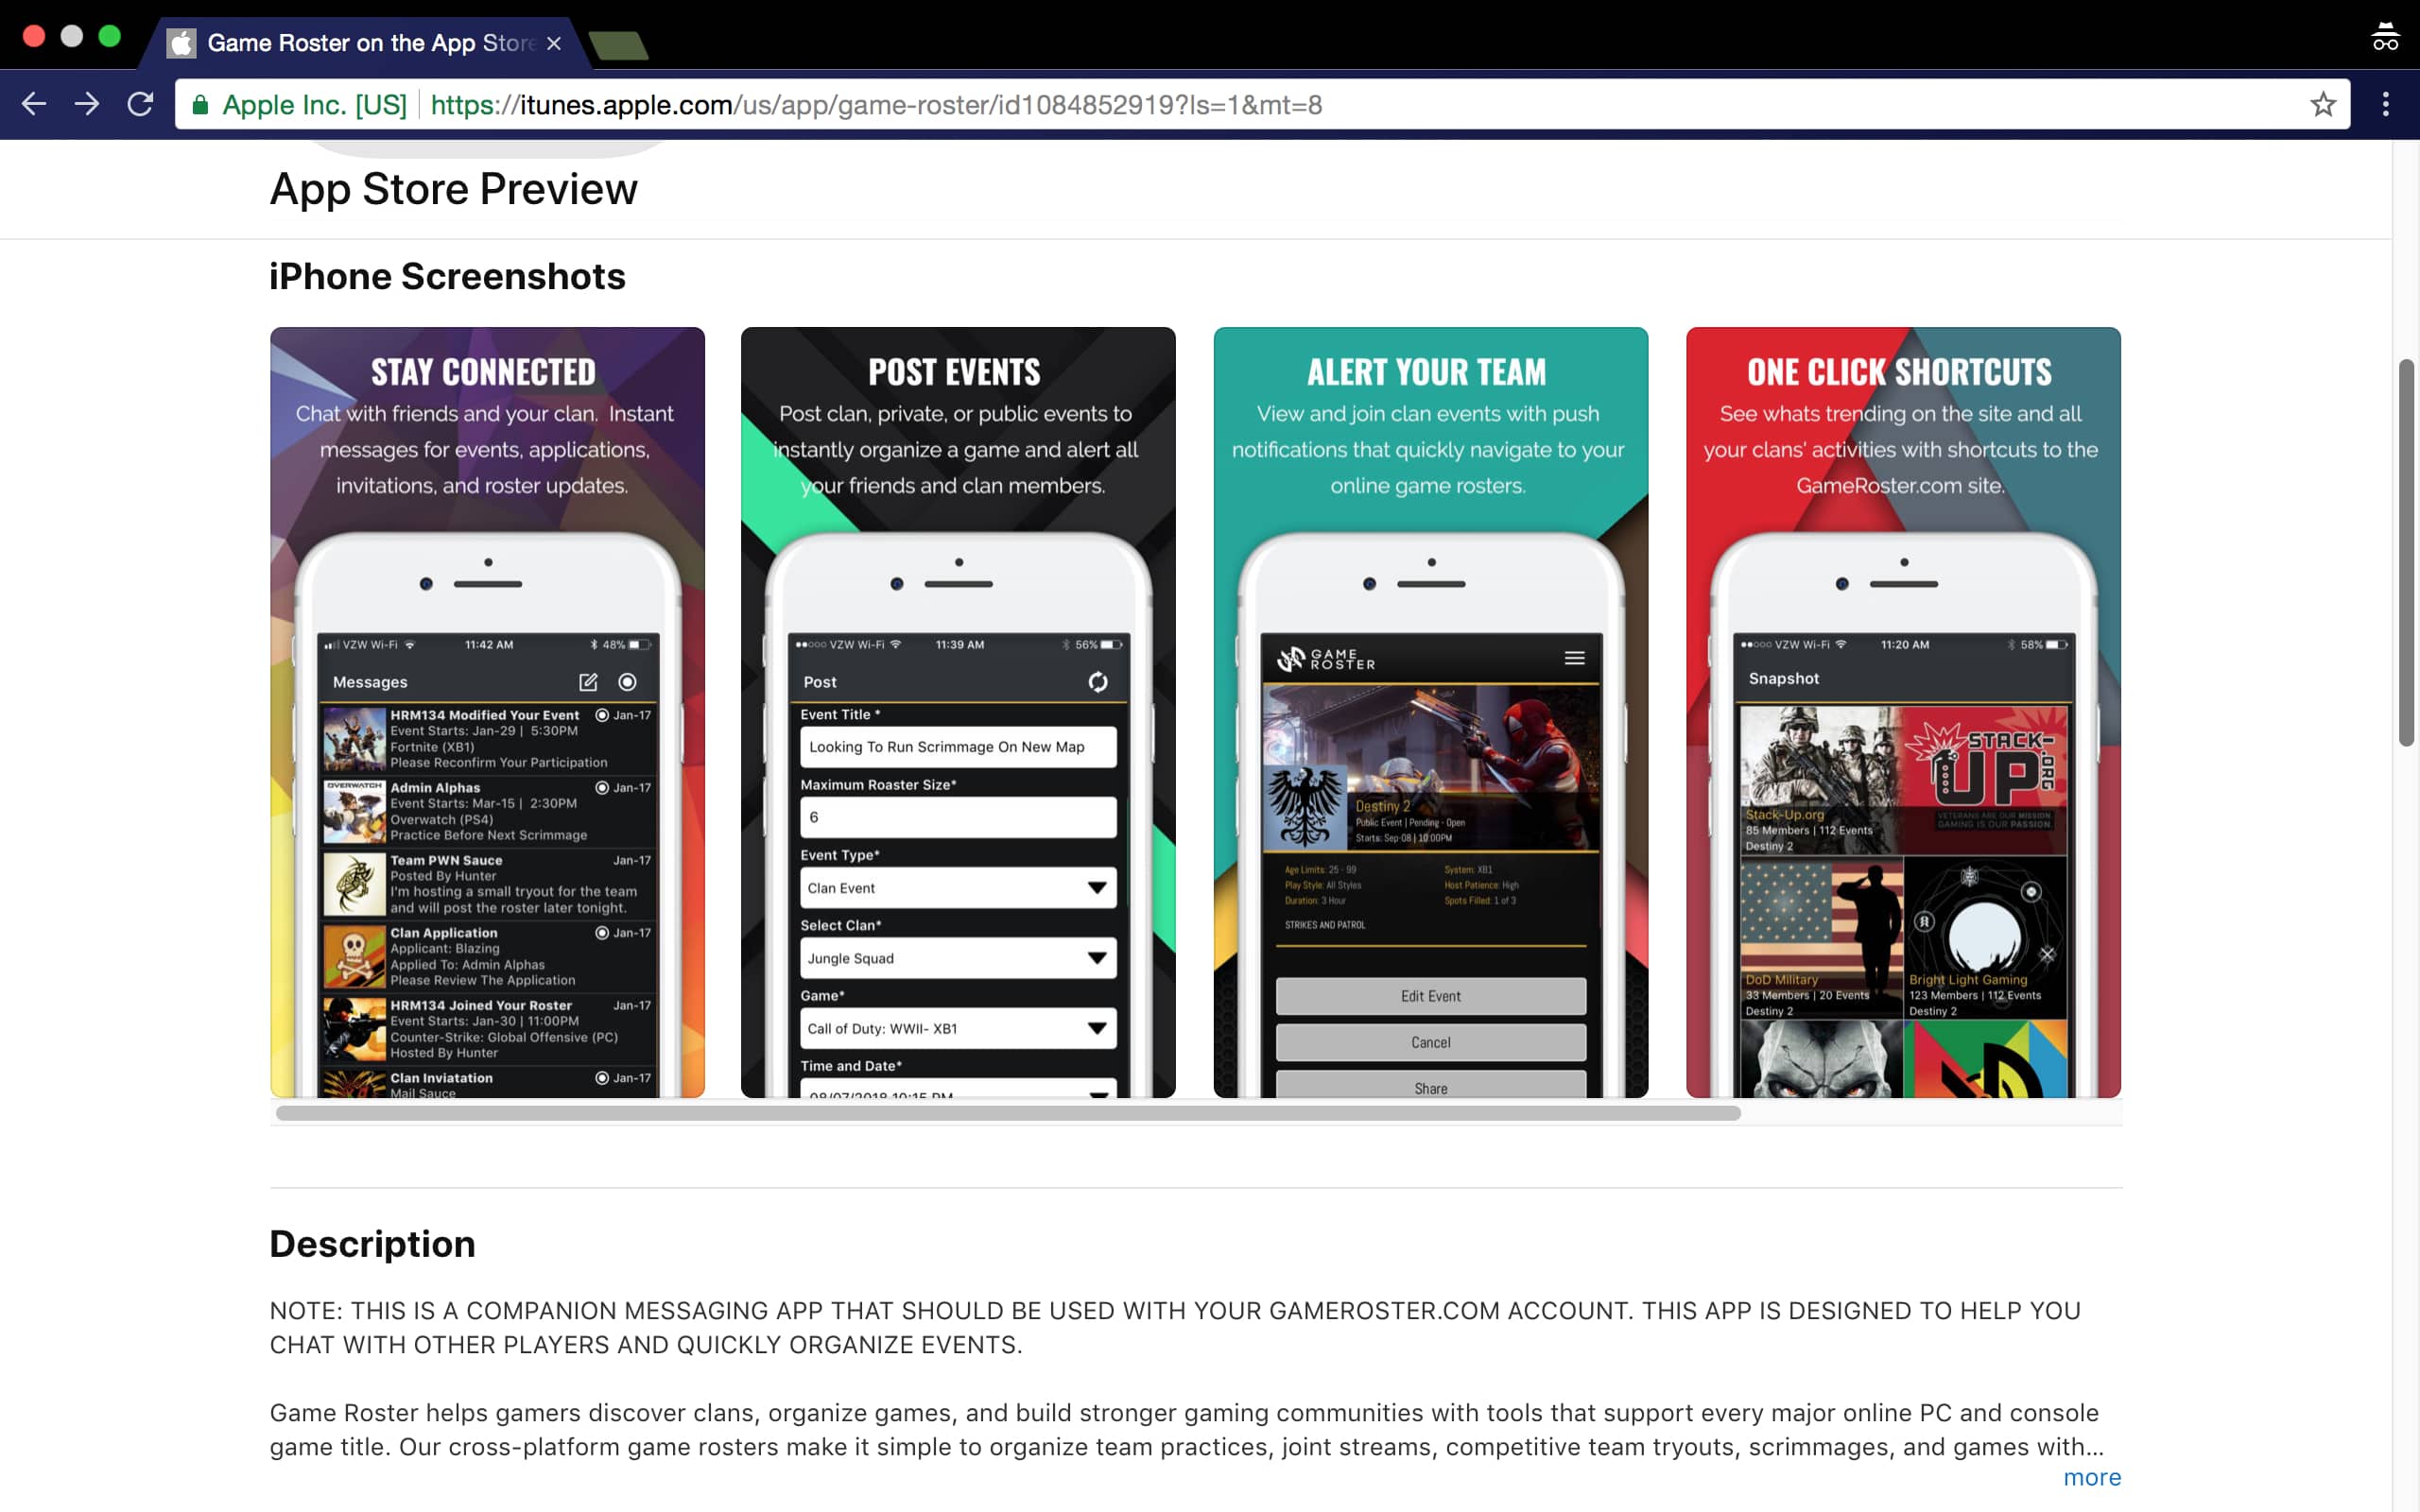 Game Roster on the App Store
Apple Inc. [US] https://itunes.apple.com/us/app/game-roster/id1084852919?ls=1&mt=8
App Store Preview
iPhone Screenshots
STAY CONNECTED
Chat with friends and your clan. Instant
messages for events, applications,
invitations, and roster updates.
VZW Wi-Fi 11:42 AM 48%
Messages
HRM134 Modified Your Event Jan-17
Event Starts: Jan-29 | 5:30PM
Fortnite (XB1)
Please Reconfirm Your Participation
OVERWATCH
Admin Alphas Jan-17
Event Starts: Mar-15 | 2:30PM
Overwatch (PS4)
Practice Before Next Scrimmage
Team PWN Sauce Jan-17
Posted By Hunter
I'm hosting a small tryout for the team
and will post the roster later tonight.
Clan Application Jan-17
Applicant: Blazing
Applied To: Admin Alphas
Please Review The Application
HRM134 Joined Your Roster Jan-17
Event Starts: Jan-30 | 11:00PM
Counter-Strike: Global Offensive (PC)
Hosted By Hunter
Clan Inviatation Jan-17
Mail Sauce
POST EVENTS
Post clan, private, or public events to
instantly organize a game and alert all
your friends and clan members.
VZW Wi-Fi 11:39 AM 56%
Post
Event Title *
Looking To Run Scrimmage On New Map
Maximum Roaster Size*
6
Event Type*
Clan Event
Select Clan*
Jungle Squad
Game*
Call of Duty: WWII- XB1
Time and Date*
08/07/2018 10:15 PM
ALERT YOUR TEAM
View and join clan events with push
notifications that quickly navigate to your
online game rosters.
GAME
ROSTER
Destiny 2
Public Event | Pending - Open
Starts: Sep-08 | 10:00PM
Age Limits: 25 - 99 System: XB1
Play Style: All Styles Host Patience: High
Duration: 3 Hour Spots Filled: 1 of 3
STRIKES AND PATROL
Edit Event
Cancel
Share
ONE CLICK SHORTCUTS
See whats trending on the site and all
your clans' activities with shortcuts to the
GameRoster.com site.
VZW Wi-Fi 11:20 AM 58%
Snapshot
STACK-
UP.ORG
VETERANS ARE OUR MISSION.
GAMING IS OUR PASSION.
Stack-Up.org
85 Members | 112 Events
Destiny 2
DoD Military
33 Members | 20 Events
Destiny 2
Bright Light Gaming
123 Members | 112 Events
Destiny 2
Description
NOTE: THIS IS A COMPANION MESSAGING APP THAT SHOULD BE USED WITH YOUR GAMEROSTER.COM ACCOUNT. THIS APP IS DESIGNED TO HELP YOU
CHAT WITH OTHER PLAYERS AND QUICKLY ORGANIZE EVENTS.
Game Roster helps gamers discover clans, organize games, and build stronger gaming communities with tools that support every major online PC and console
game title. Our cross-platform game rosters make it simple to organize team practices, joint streams, competitive team tryouts, scrimmages, and games with...
more